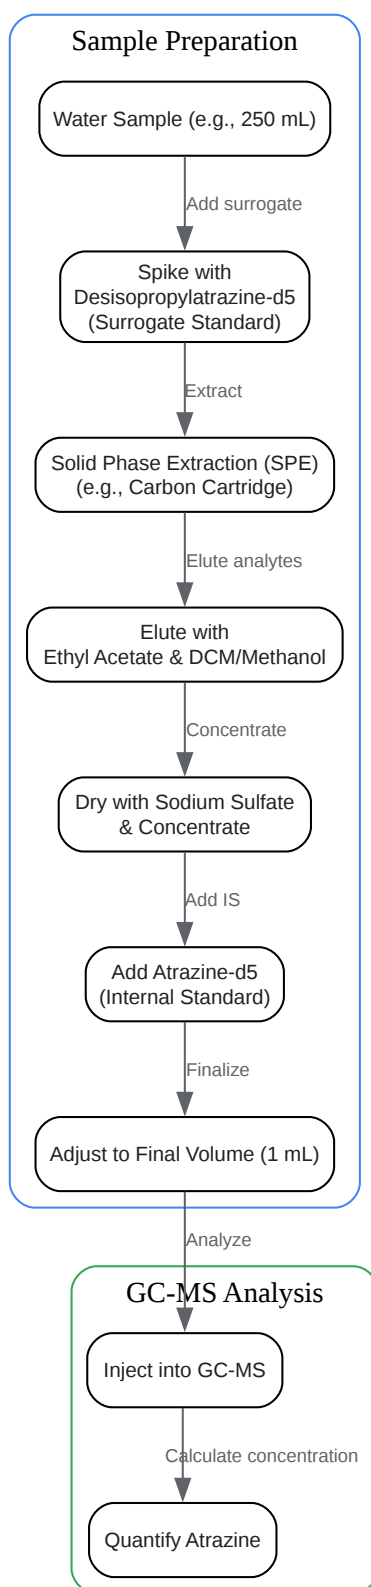 Sample Preparation
Water Sample (e.g., 250 mL)
Add surrogate
Spike with
Desisopropylatrazine-d5
(Surrogate Standard)
Extract
Solid Phase Extraction (SPE)
(e.g., Carbon Cartridge)
Elute analytes
Elute with
Ethyl Acetate & DCM/Methanol
Concentrate
Dry with Sodium Sulfate
& Concentrate
Add IS
Add Atrazine-d5
(Internal Standard)
Finalize
Adjust to Final Volume (1 mL)
Analyze
GC-MS Analysis
Inject into GC-MS
Calculate concentration
Quantify Atrazine